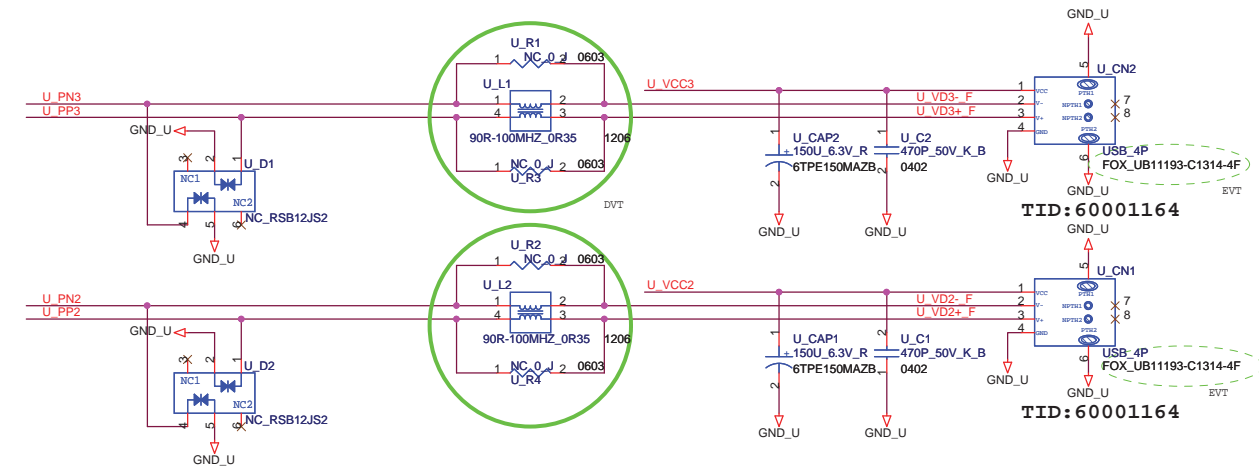 GND_U
5
U_R1
1 NC_0_J 2 0603
U_L1
1 2
4 3
90R-100MHZ_0R35 1206
1 NC_0_J 2 0603
U_R3
DVT
U_PN3
U_PP3
GND_U
3 2 1
U_D1
NC1
NC2
4 5 6
NC_RSB12JS2
GND_U
U_VCC3
U_VD3-_F
U_VD3+_F
1
2
U_CAP2
150U_6.3V_R
6TPE150MAZB
GND_U
1
2
U_C2
470P_50V_K_B
0402
GND_U
U_CN2
1 VCC
2 V-
3 V+
4 GND
PTH1
NPTH1 7
NPTH2 8
PTH2
6
GND_U
GND_U
USB_4P
FOX_UB11193-C1314-4F
EVT
TID:60001164
GND_U
5
U_R2
1 NC_0_J 2 0603
U_L2
1 2
4 3
90R-100MHZ_0R35 1206
1 NC_0_J 2 0603
U_R4
U_PN2
U_PP2
GND_U
3 2 1
U_D2
NC1
NC2
4 5 6
NC_RSB12JS2
GND_U
U_VCC2
U_VD2-_F
U_VD2+_F
1
2
U_CAP1
150U_6.3V_R
6TPE150MAZB
GND_U
2
1
U_C1
470P_50V_K_B
0402
GND_U
U_CN1
1 VCC
2 V-
3 V+
4 GND
PTH1
NPTH1 7
NPTH2 8
PTH2
6
GND_U
GND_U
USB_4P
FOX_UB11193-C1314-4F
EVT
TID:60001164